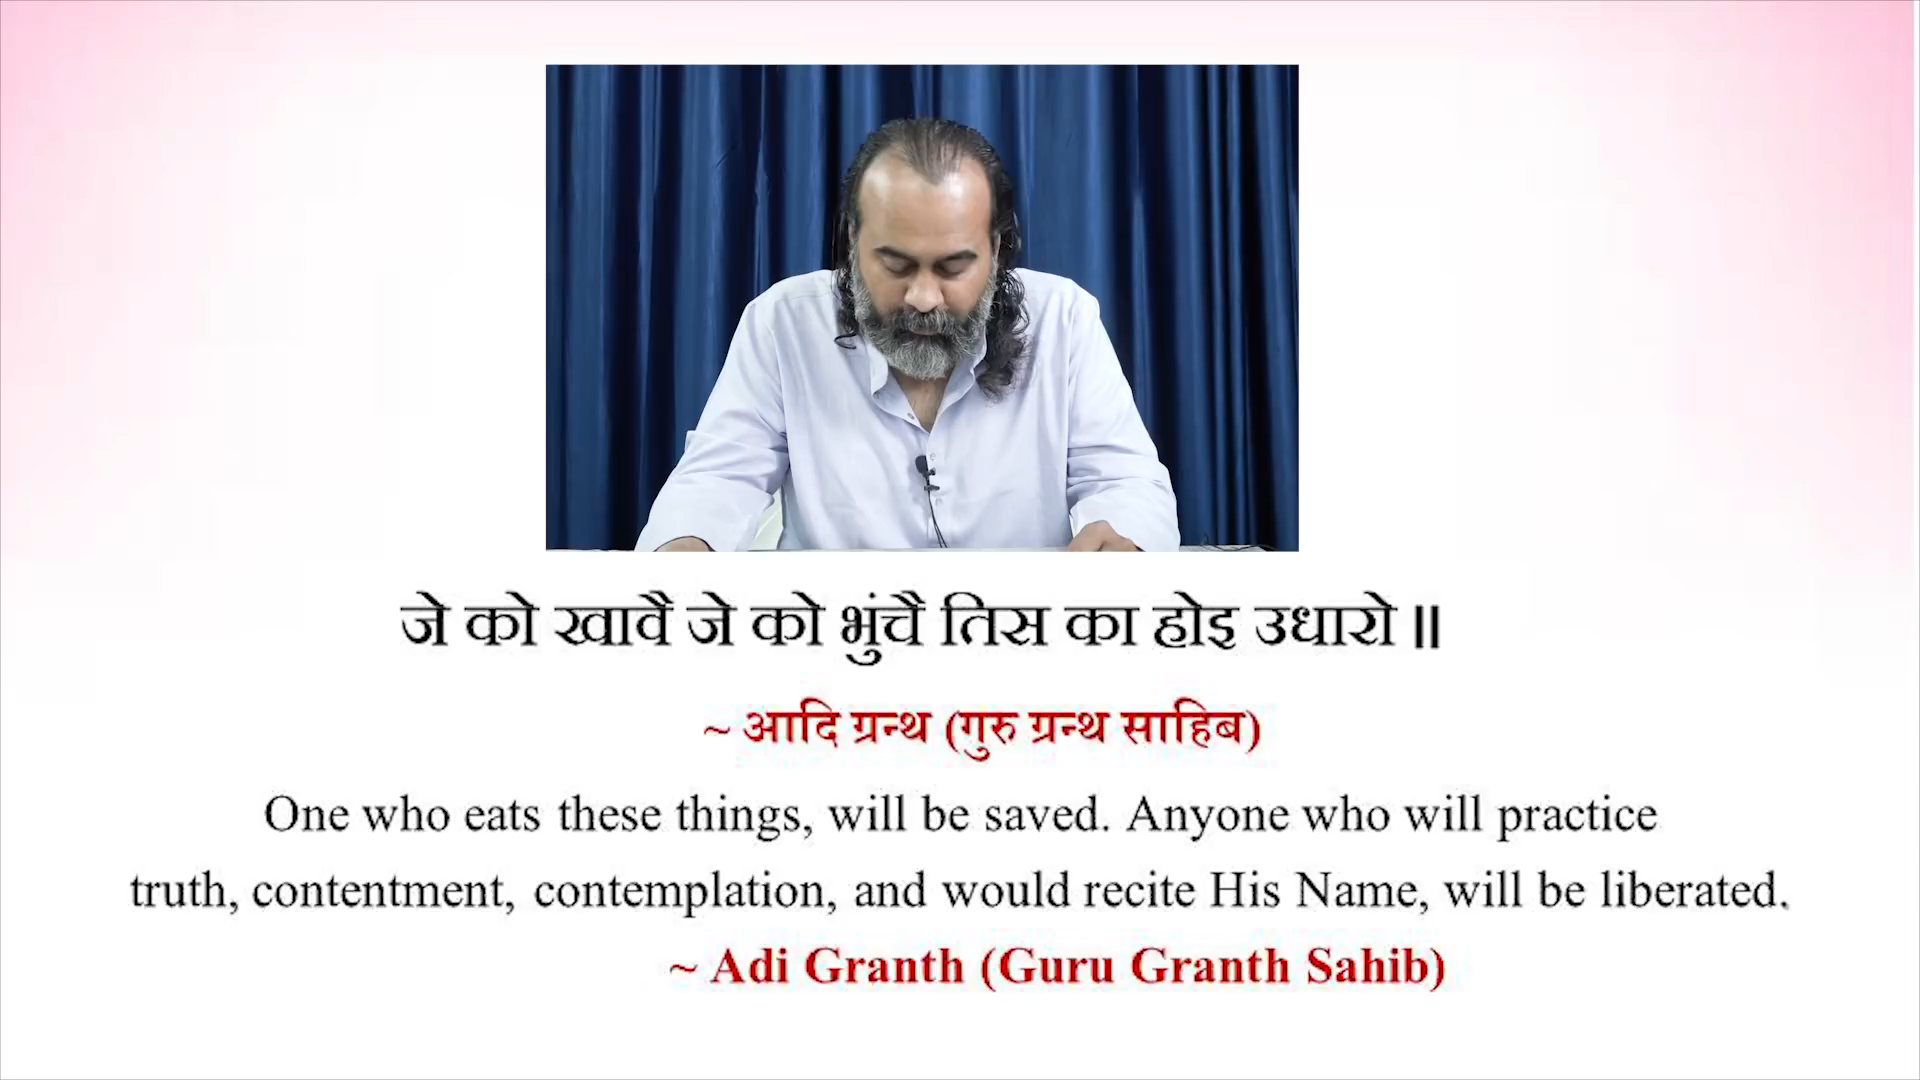 जे को खावै जे को भुंचै तिस का होइ उधारो ॥
~ आदि ग्रन्थ (गुरु ग्रन्थ साहिब)
One who eats these things, will be saved. Anyone who will practice
truth, contentment, contemplation, and would recite His Name, will be liberated.
~ Adi Granth (Guru Granth Sahib)